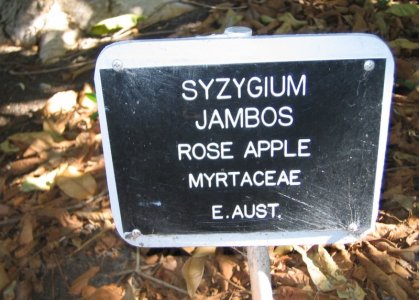 SYZYGIUM
JAMBOS
ROSE APPLE
MYRTACEAE
E.AUST.